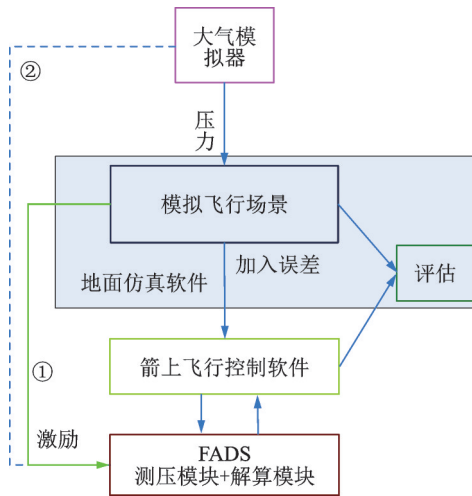 大气模
拟器
②
压
力
模拟飞行场景
加入误差
地面仿真软件
评估
①
箭上飞行控制软件
激励
FADS
测压模块+解算模块